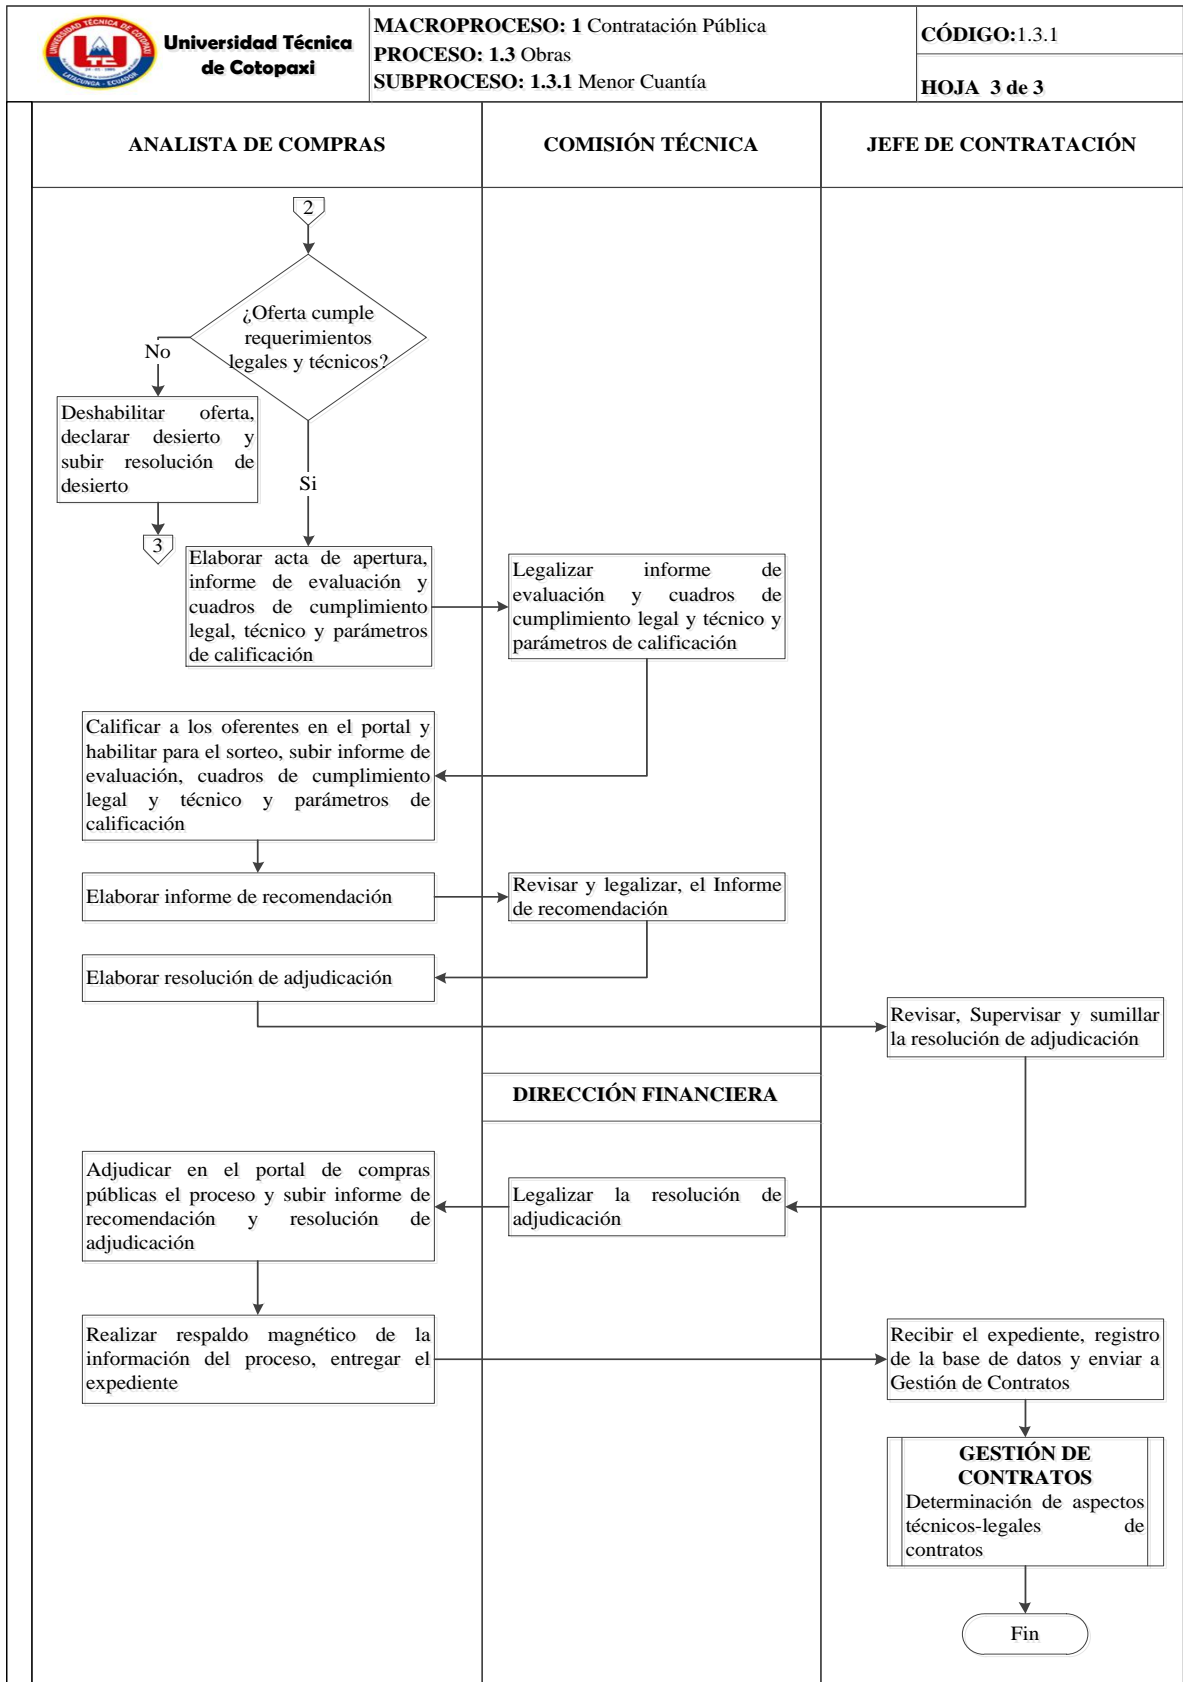 UNIVERSIDAD TÉCNICA DE COTOPAXI
UTC
LATACUNGA - ECUADOR
Universidad Técnica
de Cotopaxi
MACROPROCESO: 1 Contratación Pública
PROCESO: 1.3 Obras
SUBPROCESO: 1.3.1 Menor Cuantía
CÓDIGO:1.3.1
HOJA 3 de 3
ANALISTA DE COMPRAS
COMISIÓN TÉCNICA
JEFE DE CONTRATACIÓN
2
¿Oferta cumple
requerimientos
legales y técnicos?
No
Deshabilitar oferta,
declarar desierto y
subir resolución de
desierto
Si
3
Elaborar acta de apertura,
informe de evaluación y
cuadros de cumplimiento
legal, técnico y parámetros
de calificación
Legalizar informe de
evaluación y cuadros de
cumplimiento legal y técnico y
parámetros de calificación
Calificar a los oferentes en el portal y
habilitar para el sorteo, subir informe de
evaluación, cuadros de cumplimiento
legal y técnico y parámetros de
calificación
Elaborar informe de recomendación
Revisar y legalizar, el Informe
de recomendación
Elaborar resolución de adjudicación
Revisar, Supervisar y sumillar
la resolución de adjudicación
DIRECCIÓN FINANCIERA
Adjudicar en el portal de compras
públicas el proceso y subir informe de
recomendación y resolución de
adjudicación
Legalizar la resolución de
adjudicación
Realizar respaldo magnético de la
información del proceso, entregar el
expediente
Recibir el expediente, registro
de la base de datos y enviar a
Gestión de Contratos
GESTIÓN DE
CONTRATOS
Determinación de aspectos
técnicos-legales de
contratos
Fin